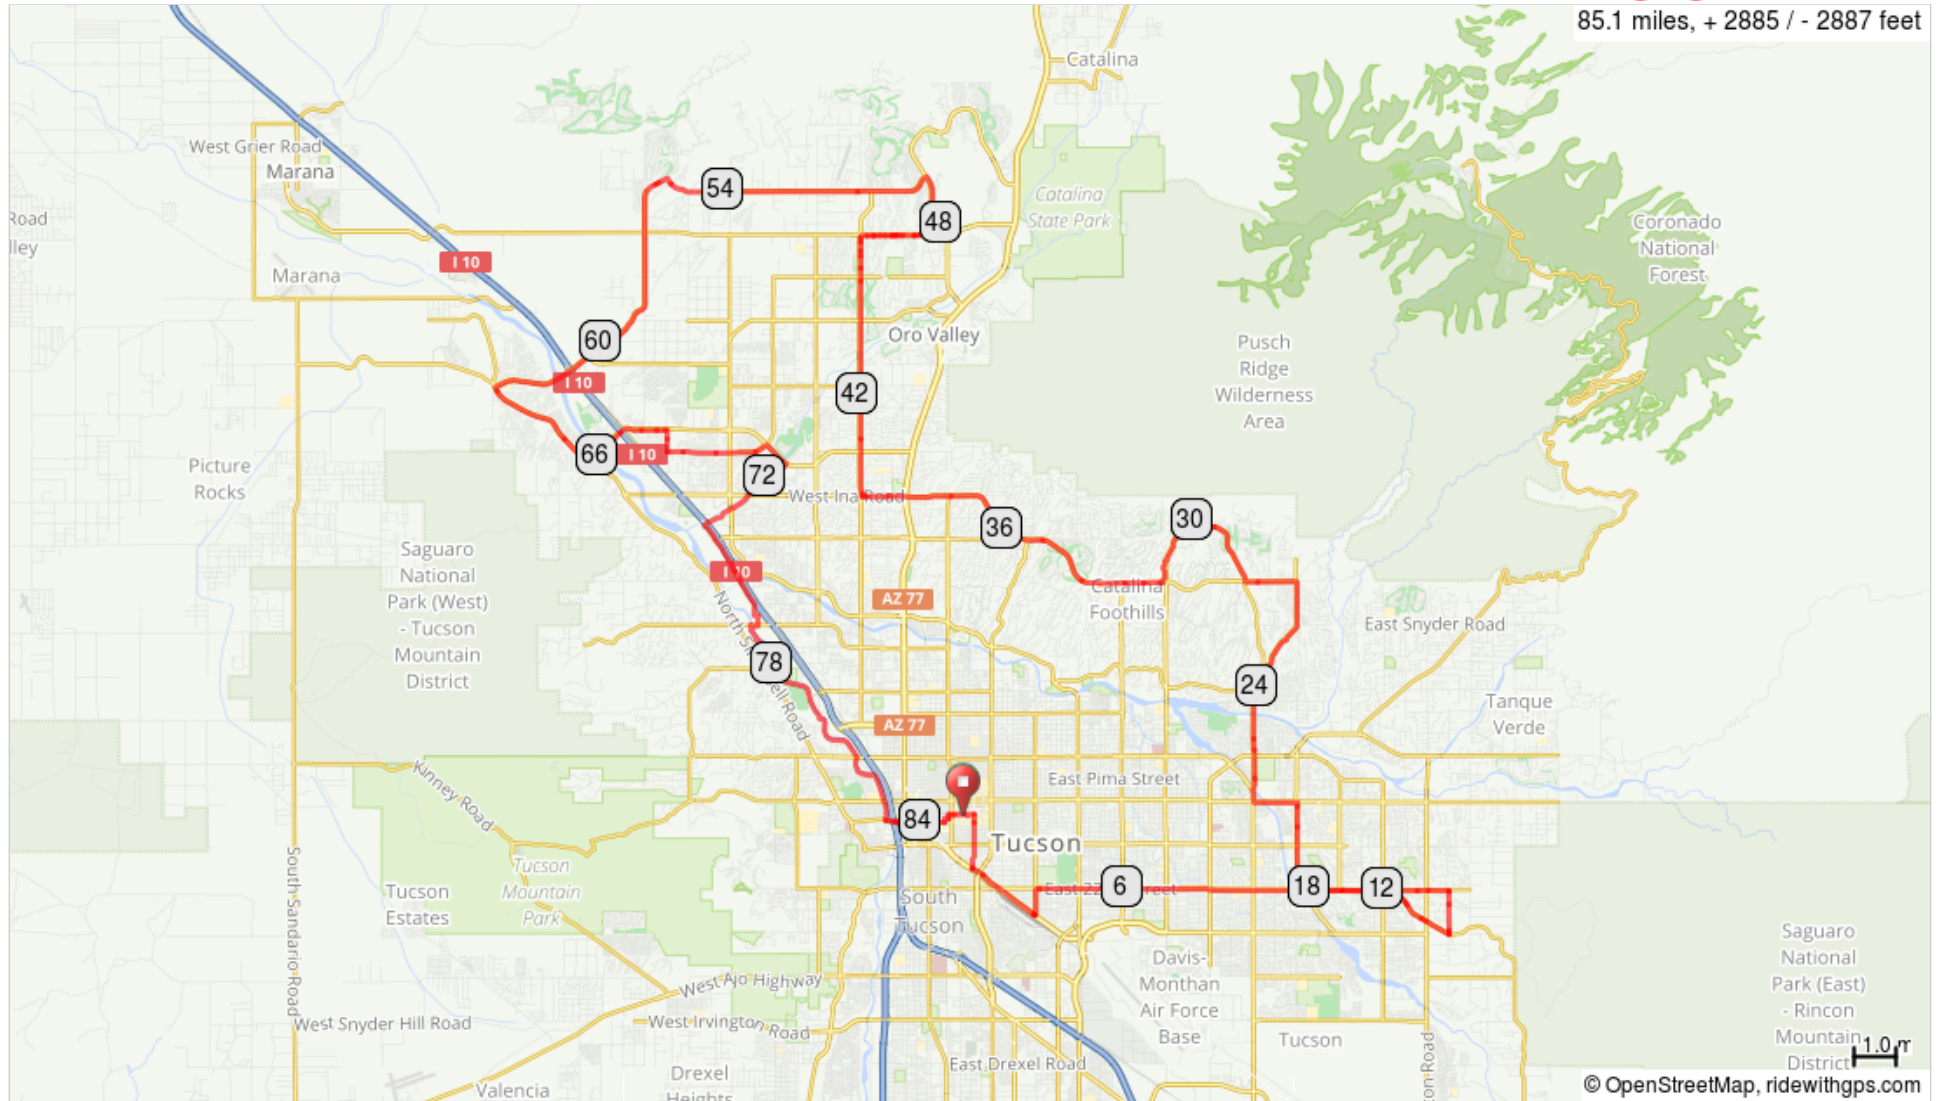 85.1 miles, + 2885 / - 2887 feet
Catalina
West Grier Road
Marana
54
Catalina
State Park
48
Road
lley
Coronado
National
Forest
I 10
Marana
60
Oro Valley
Pusch
Ridge
Wilderness
Area
I 10
42
66
I 10
Picture
Rocks
72
West Ina Road
36
30
Saguaro
National
Park (West)
- Tucson
Mountain
District
I 10
AZ 77
Catalina
Foothills
East Snyder Road
78
24
Tanque
Verde
AZ 77
Kinney Road
East Pima Street
84
Tucson
Tucson
Mountain
Park
Tucson
Estates
6
18
12
South
Tucson
South Sandario Road
Saguaro
National
Park (East)
- Rincon
Mountain
District
Davis-
Monthan
Air Force
Base
West Ajo Highway
West Snyder Hill Road
West Irvington Road
Tucson
1.0 m
East Drexel Road
Drexel
Heights
Valencia
on Road
© OpenStreetMap, ridewithgps.com